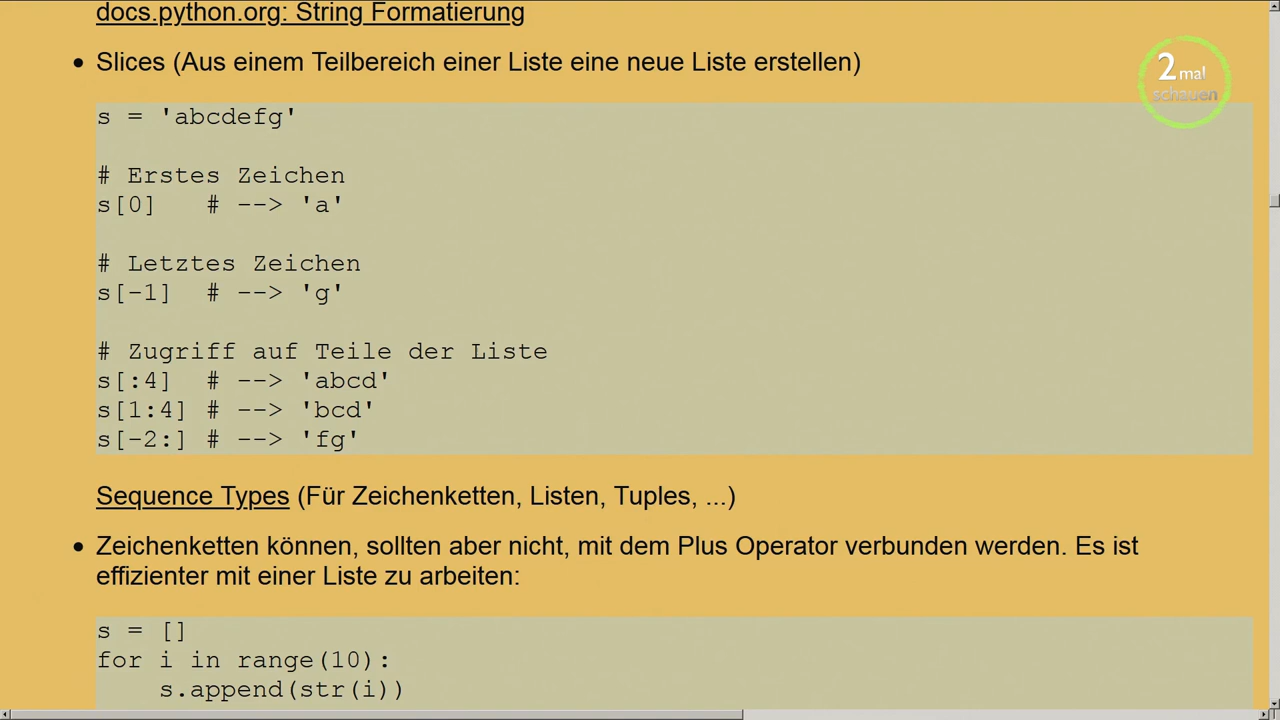 docs.python.org: String Formatierung
• Slices (Aus einem Teilbereich einer Liste eine neue Liste erstellen)
2 mal
schauen
s = 'abcdefg'
# Erstes Zeichen
s[0]   # --> 'a'
# Letztes Zeichen
s[-1]  # --> 'g'
# Zugriff auf Teile der Liste
s[:4]  # --> 'abcd'
s[1:4] # --> 'bcd'
s[-2:] # --> 'fg'
Sequence Types (Für Zeichenketten, Listen, Tuples, ...)
• Zeichenketten können, sollten aber nicht, mit dem Plus Operator verbunden werden. Es ist
effizienter mit einer Liste zu arbeiten:
s = []
for i in range(10):
    s.append(str(i))